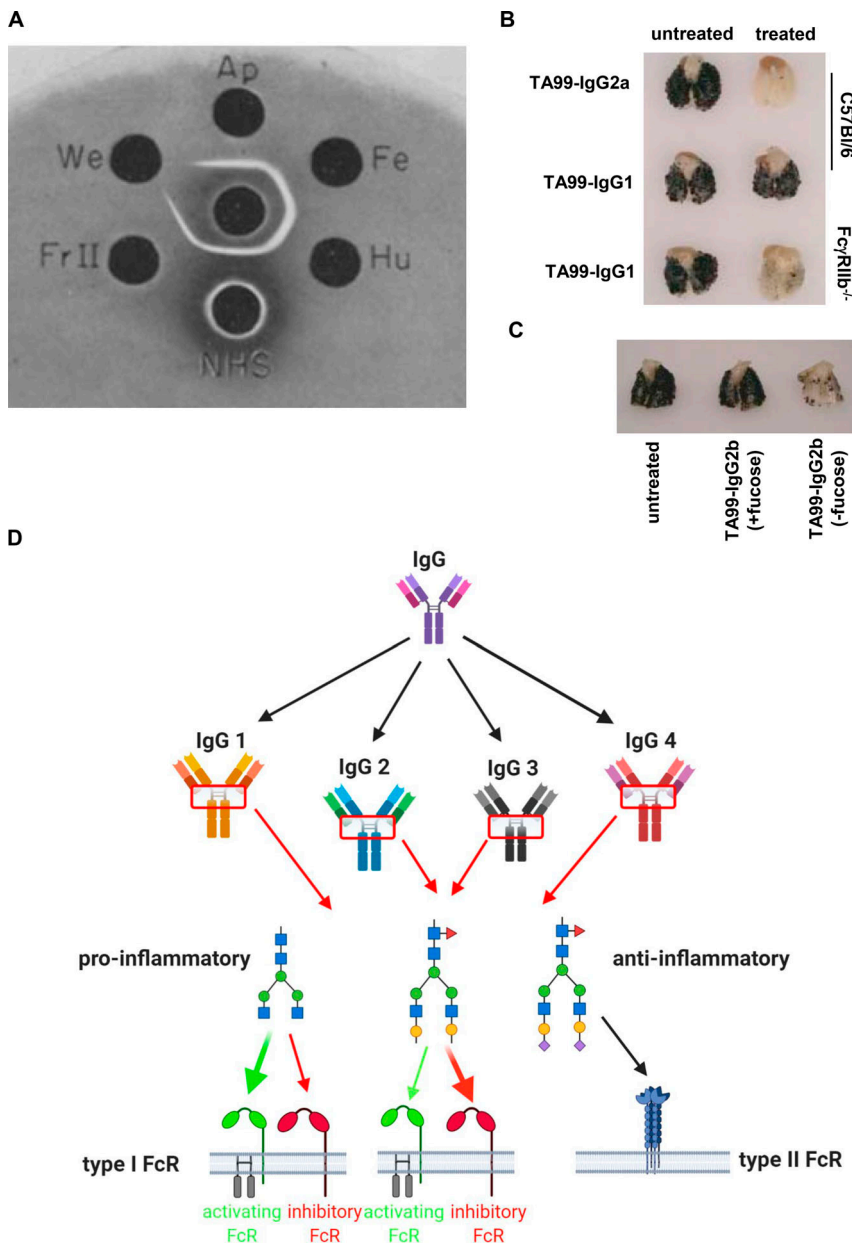 A
Ap
We
Fe
Fr II
Hu
NHS
B
untreated
treated
TA99-IgG2a
TA99-IgG1
TA99-IgG1
C57Bl/6
FcγRIIb-/-
C
untreated
TA99-IgG2b
(+fucose)
TA99-IgG2b
(-fucose)
D
IgG
IgG 1
IgG 2
IgG 3
IgG 4
pro-inflammatory
anti-inflammatory
type I FcR
activating
FcR
inhibitory
FcR
activating
FcR
inhibitory
FcR
type II FcR